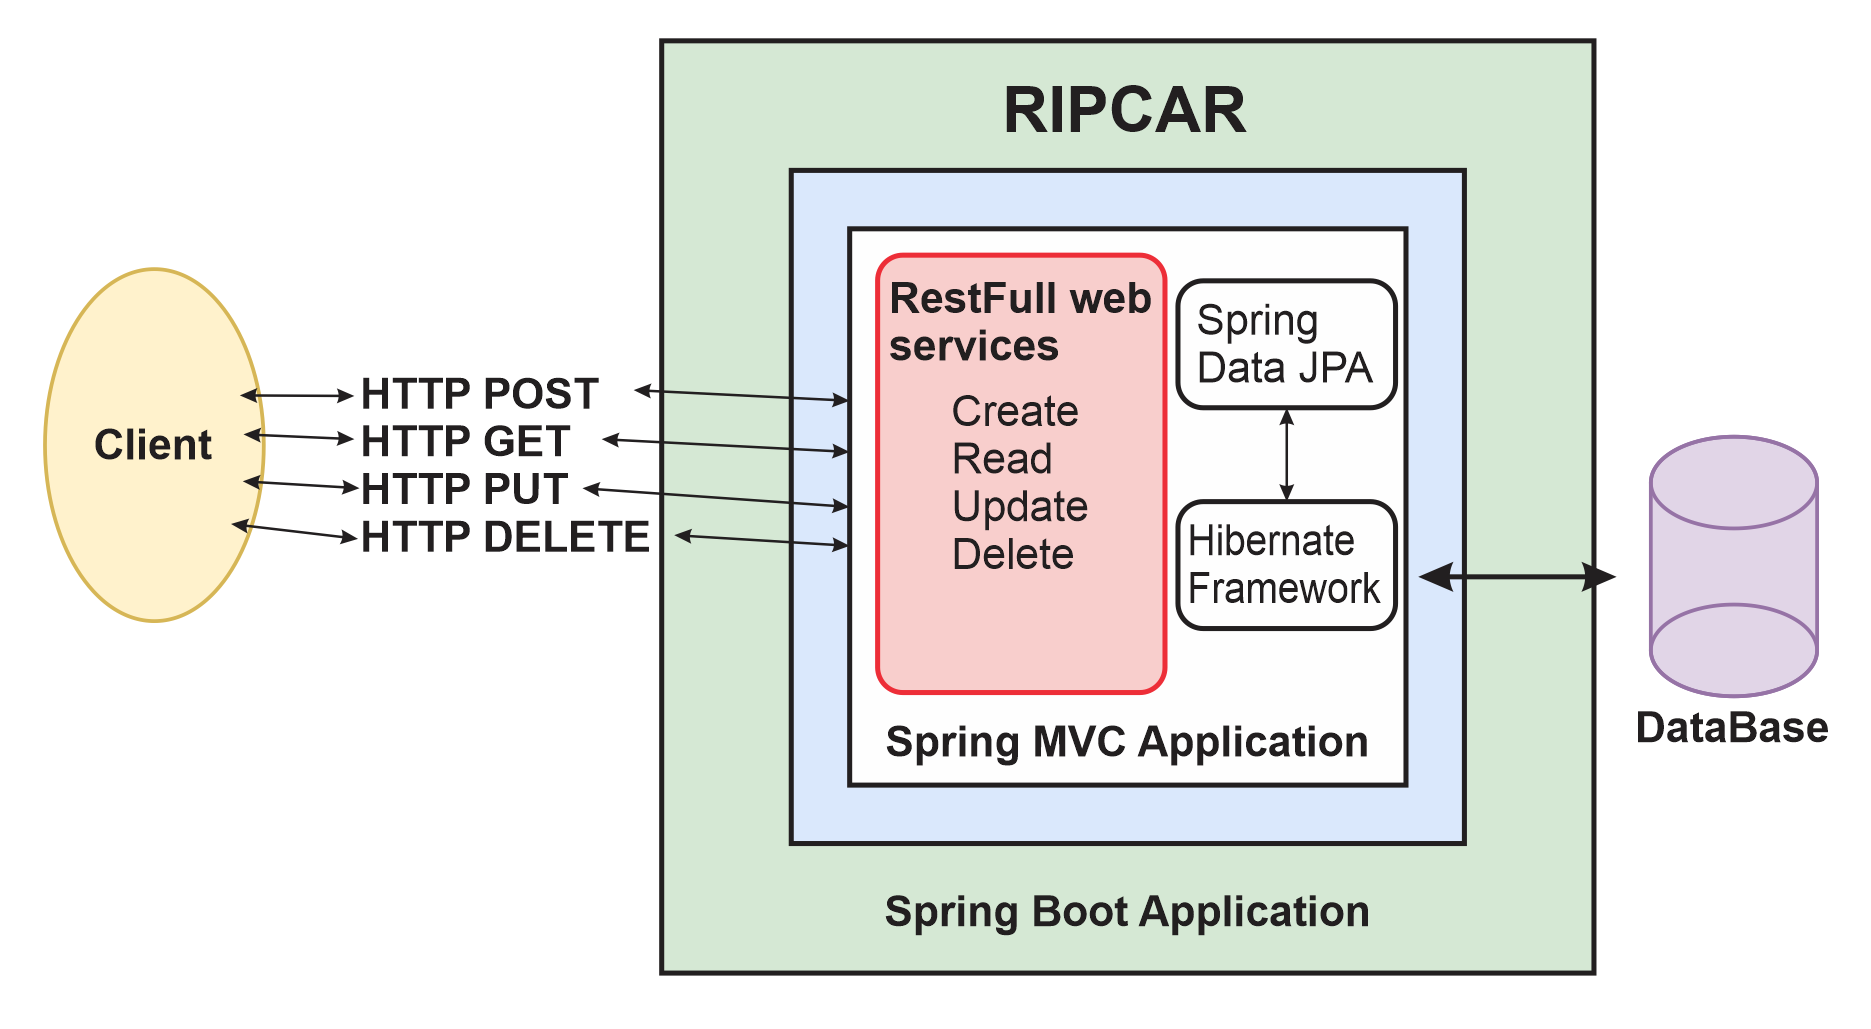 RIPCAR
Client
HTTP POST
HTTP GET
HTTP PUT
HTTP DELETE
RestFull web
services
Create
Read
Update
Delete
Spring
Data JPA
Hibernate
Framework
Spring MVC Application
Spring Boot Application
DataBase